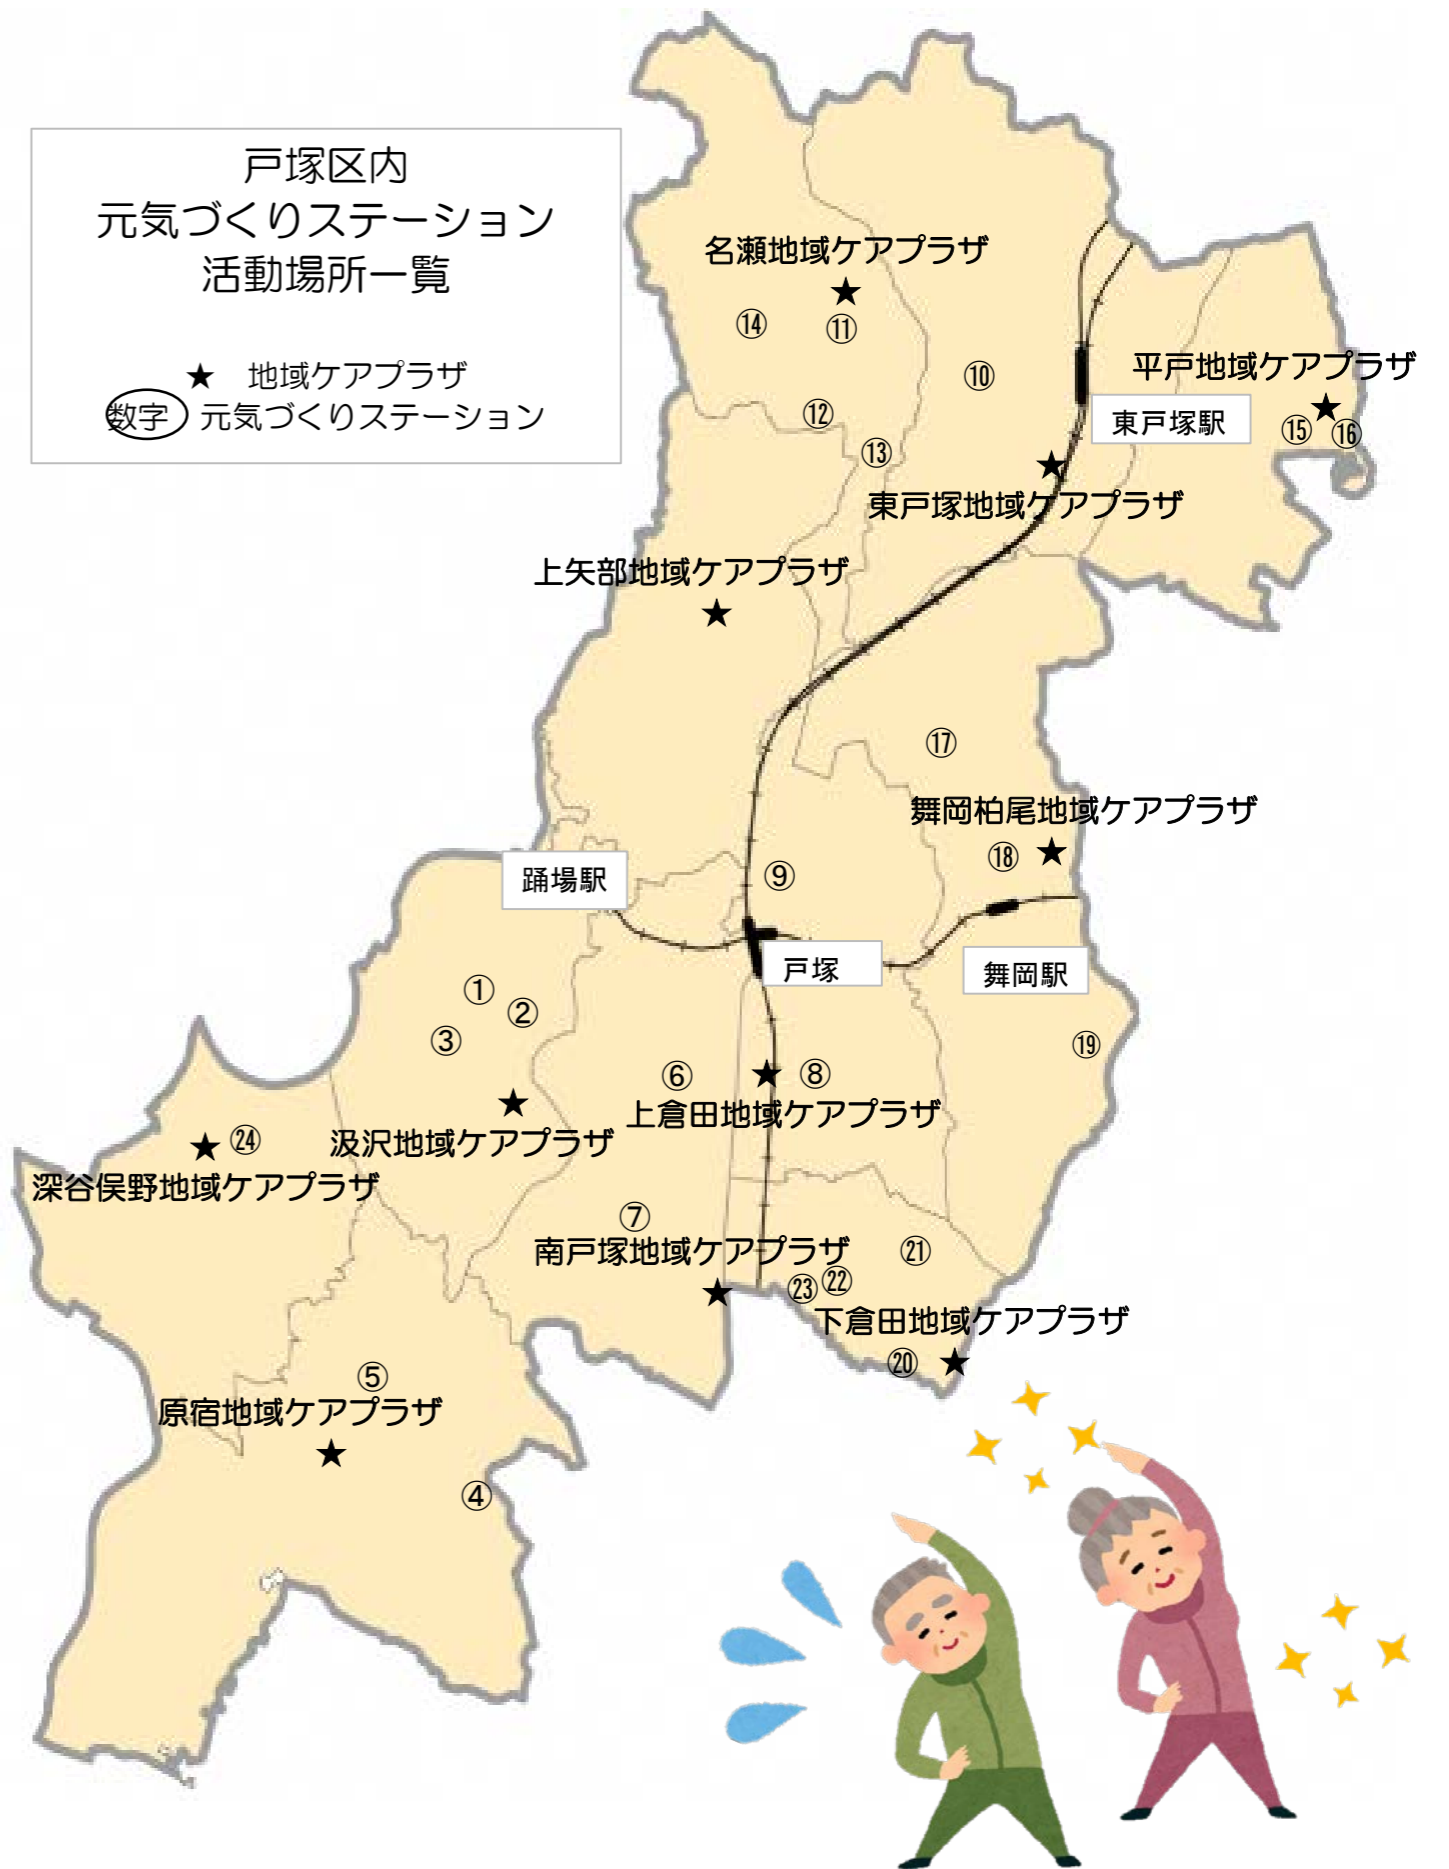 戸塚区内
元気づくりステーション
活動場所一覧
★ 地域ケアプラザ
数字 元気づくりステーション
名瀬地域ケアプラザ
★
⑭
⑪
⑩
平戸地域ケアプラザ
★
⑫
東戸塚駅
⑮
⑯
⑬
★
東戸塚地域ケアプラザ
上矢部地域ケアプラザ
★
⑰
舞岡柏尾地域ケアプラザ
⑱ ★
踊場駅
⑨
戸塚
舞岡駅
①
②
③
⑲
⑥
★ ⑧
上倉田地域ケアプラザ
★
汲沢地域ケアプラザ
★ ㉔
深谷俣野地域ケアプラザ
⑦
南戸塚地域ケアプラザ
★
㉑
㉓ ㉒
下倉田地域ケアプラザ
⑳ ★
⑤
原宿地域ケアプラザ
★
④